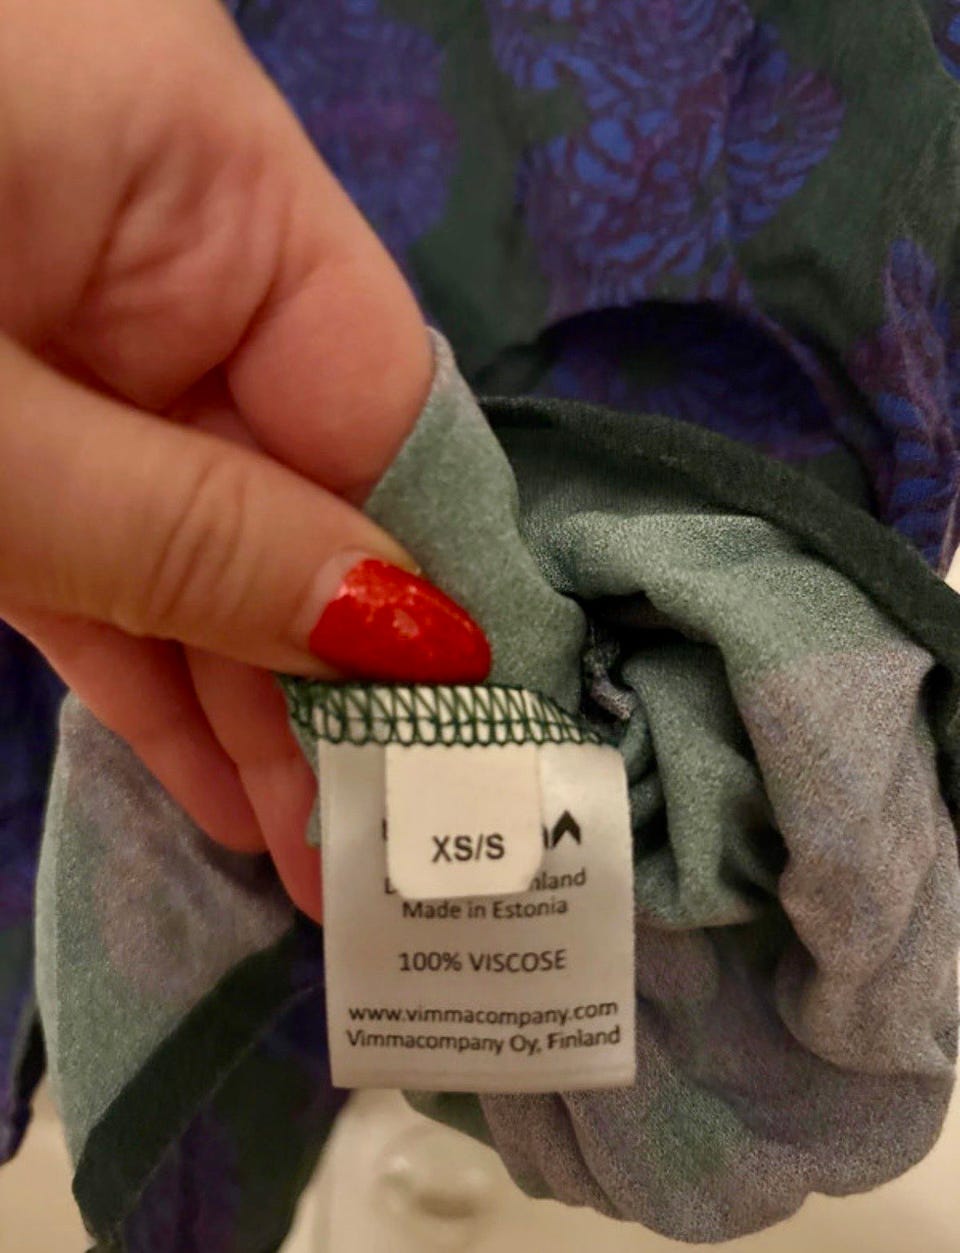 XS/S
Made in Estonia
100% VISCOSE
www.vimmacompany.com
Vimmacompany Oy, Finland